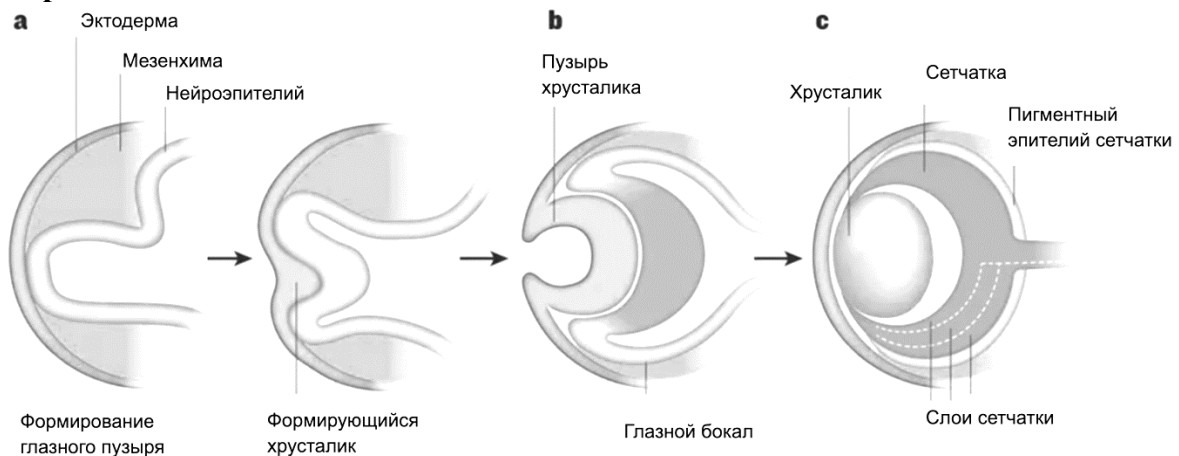 a
Эктодерма
Мезенхима
Нейроэпителий
Формирование
глазного пузыря
Формирующийся
хрусталик
b
Пузырь
хрусталика
Глазной бокал
c
Хрусталик
Сетчатка
Пигментный
эпителий сетчатки
Слои сетчатки